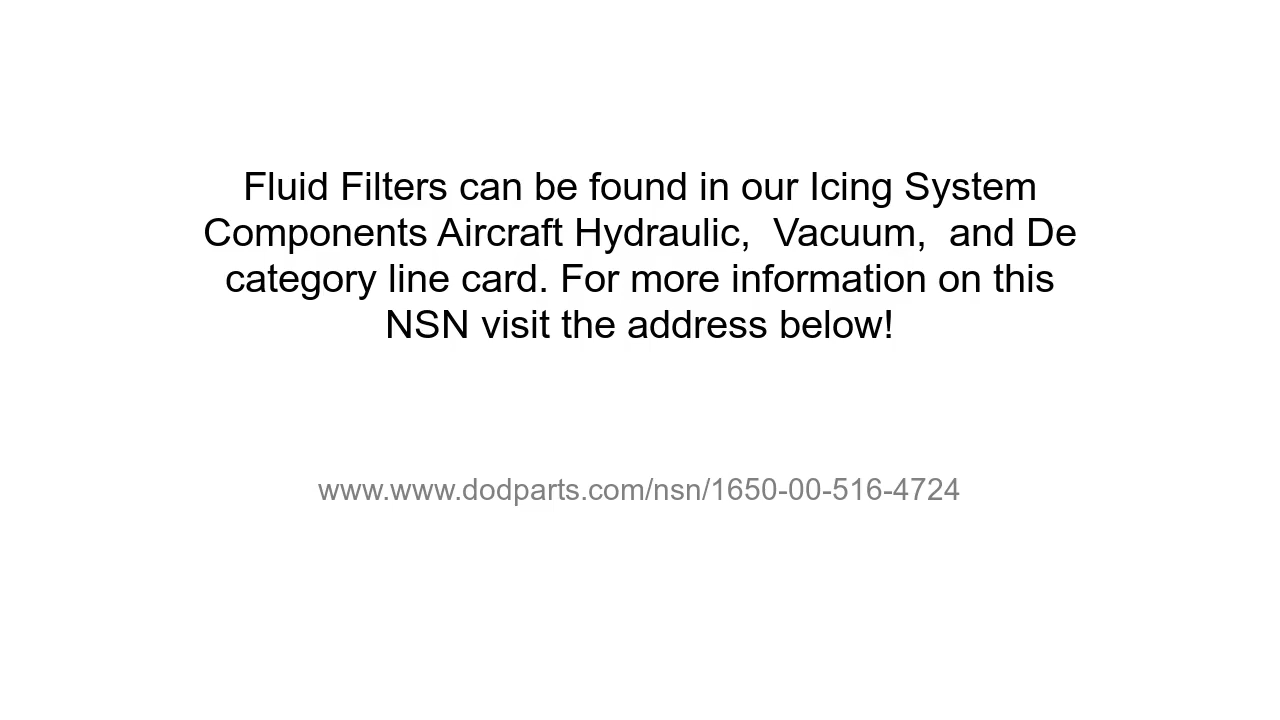 Fluid Filters can be found in our Icing System
Components Aircraft Hydraulic,  Vacuum,  and De
category line card. For more information on this
NSN visit the address below!
www.www.dodparts.com/nsn/1650-00-516-4724